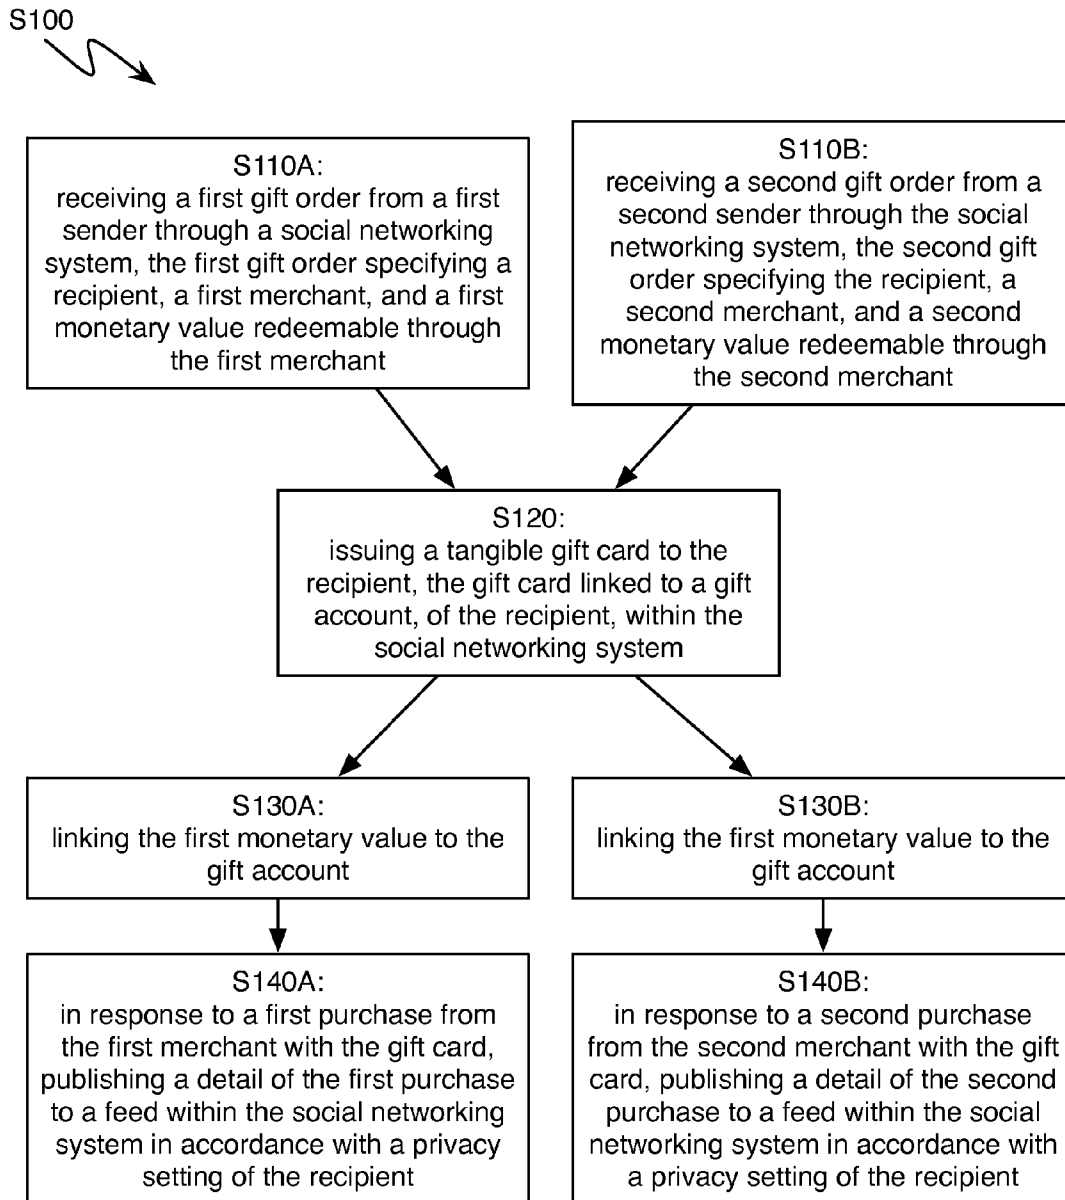 S100
S110A:
receiving a first gift order from a first
sender through a social networking
system, the first gift order specifying a
recipient, a first merchant, and a first
monetary value redeemable through
the first merchant
S110B:
receiving a second gift order from a
second sender through the social
networking system, the second gift
order specifying the recipient, a
second merchant, and a second
monetary value redeemable through
the second merchant
S120:
issuing a tangible gift card to the
recipient, the gift card linked to a gift
account, of the recipient, within the
social networking system
S130A:
linking the first monetary value to the
gift account
S130B:
linking the first monetary value to the
gift account
S140A:
in response to a first purchase from
the first merchant with the gift card,
publishing a detail of the first purchase
to a feed within the social networking
system in accordance with a privacy
setting of the recipient
S140B:
in response to a second purchase
from the second merchant with the gift
card, publishing a detail of the second
purchase to a feed within the social
networking system in accordance with
a privacy setting of the recipient